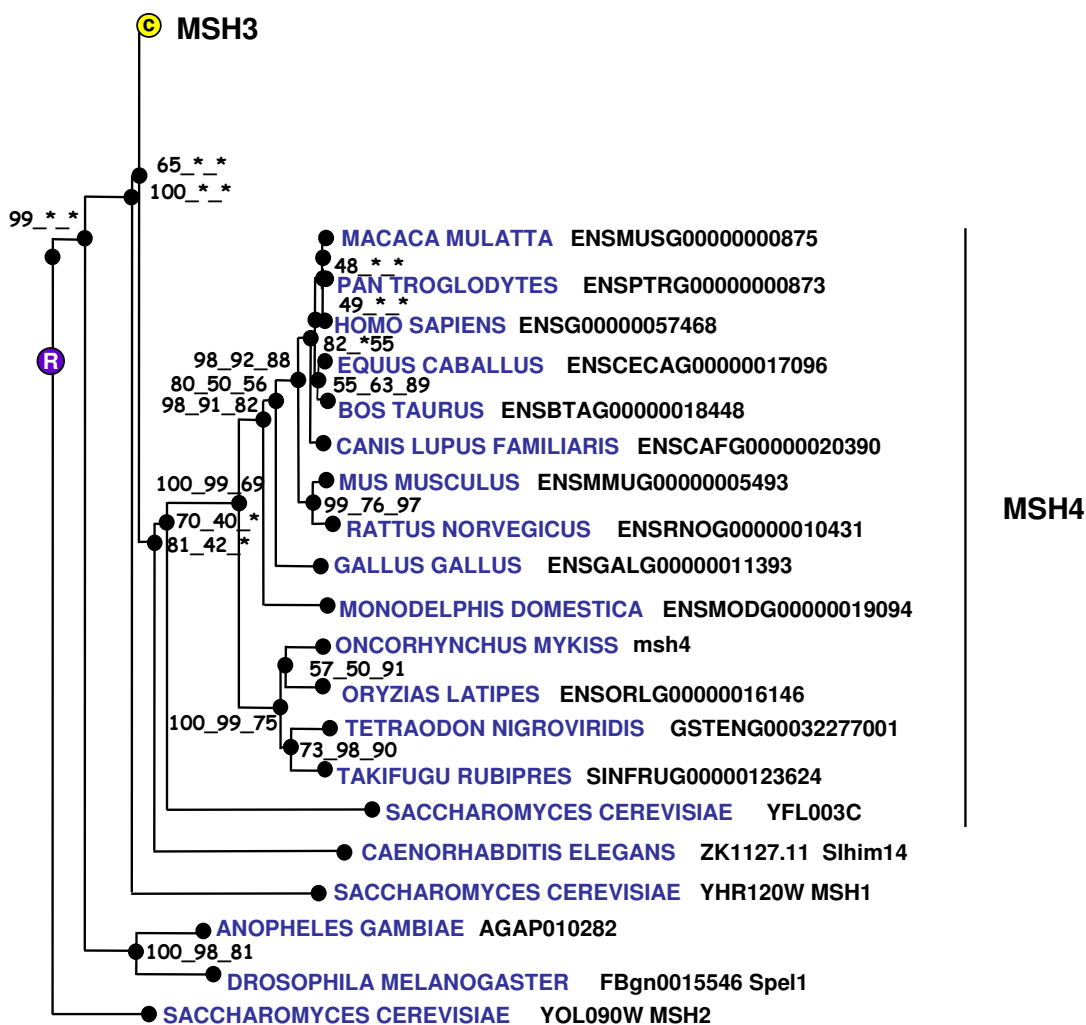 C MSH3
65_*_*
100_*_*
99_*_*
MACACA MULATTA ENSMUSG00000000875
48_*_*
PAN TROGLODYTES ENSPTRG00000000873
49_*_*
HOMO SAPIENS ENSG00000057468
82_*55
R
98_92_88
EQUUS CABALLUS ENSCECAG00000017096
80_50_56
55_63_89
98_91_82
BOS TAURUS ENSBTAG00000018448
CANIS LUPUS FAMILIARIS ENSCAFG00000020390
100_99_69
MUS MUSCULUS ENSMMUG00000005493
99_76_97
MSH4
70_40_*
RATTUS NORVEGICUS ENSRNOG00000010431
81_42_*
GALLUS GALLUS ENSGALG00000011393
MONODELPHIS DOMESTICA ENSMODG00000019094
ONCORHYNCHUS MYKISS msh4
57_50_91
ORYZIAS LATIPES ENSORLG00000016146
100_99_75
TETRAODON NIGROVIRIDIS GSTENG00032277001
73_98_90
TAKIFUGU RUBIPRES SINFRUG00000123624
SACCHAROMYCES CEREVISIAE YFL003C
CAENORHABDITIS ELEGANS ZK1127.11 Slhim14
SACCHAROMYCES CEREVISIAE YHR120W MSH1
ANOPHELES GAMBIAE AGAP010282
100_98_81
DROSOPHILA MELANOGASTER FBgn0015546 Spel1
SACCHAROMYCES CEREVISIAE YOL090W MSH2